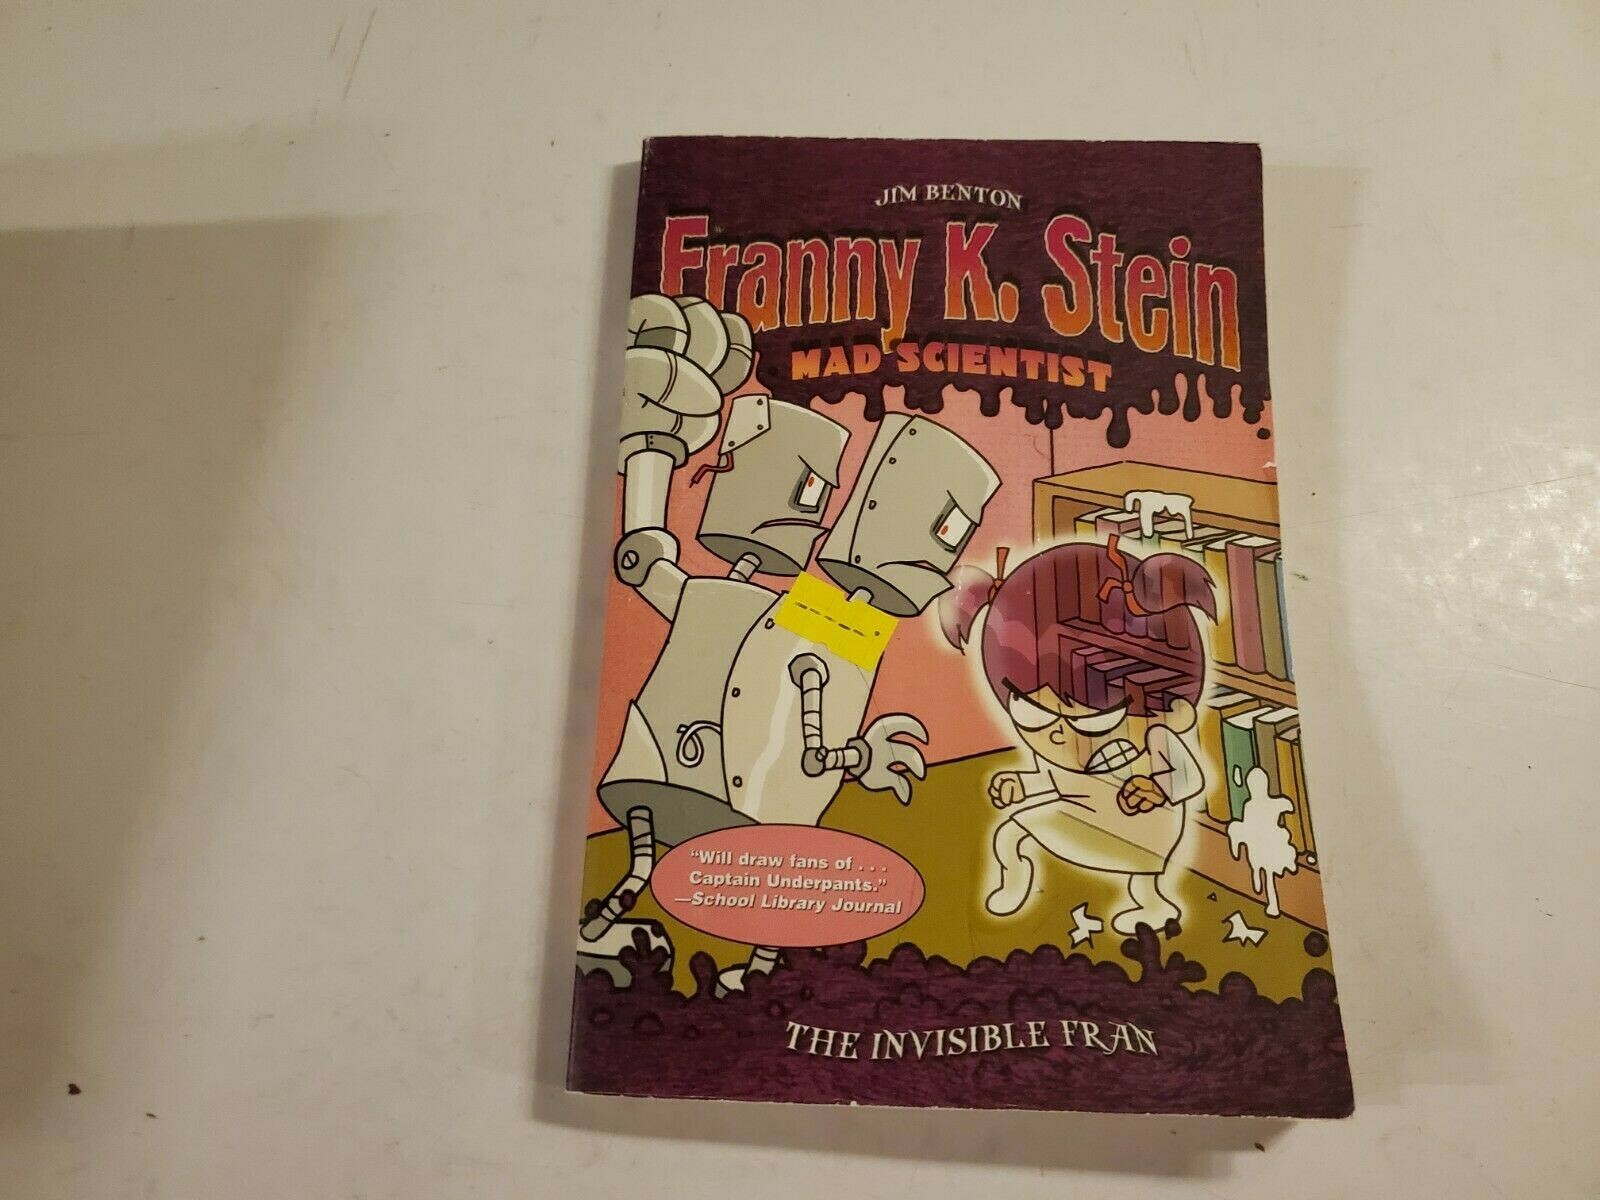 JIM BENTON
Franny K. Stein
MAD SCIENTIST
"Will draw fans of . . .
Captain Underpants."
—School Library Journal
THE INVISIBLE FRAN